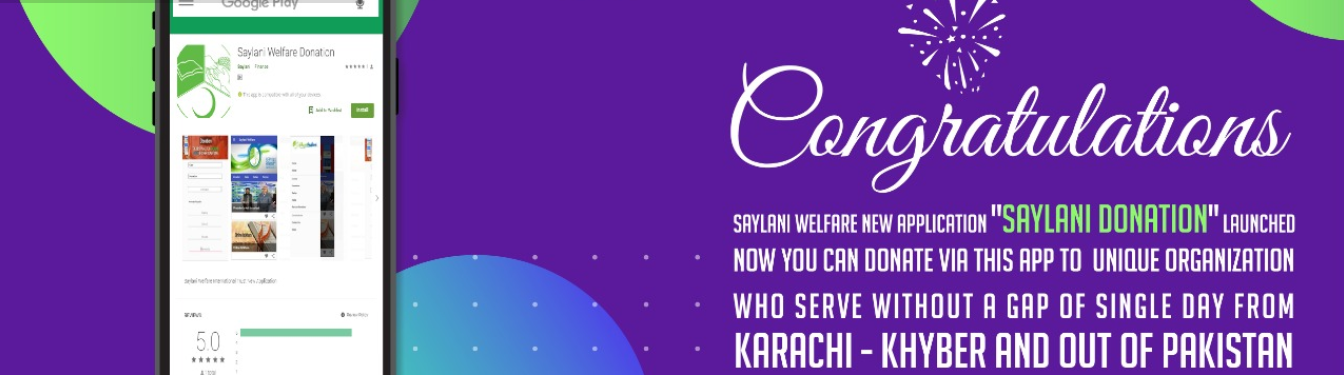 Google Play
Saylani Welfare Donation
Install
REVIEWS
5.0
Congratulations
SAYLANI WELFARE NEW APPLICATION "SAYLANI DONATION" LAUNCHED
NOW YOU CAN DONATE VIA THIS APP TO UNIQUE ORGANIZATION
WHO SERVE WITHOUT A GAP OF SINGLE DAY FROM
KARACHI - KHYBER AND OUT OF PAKISTAN